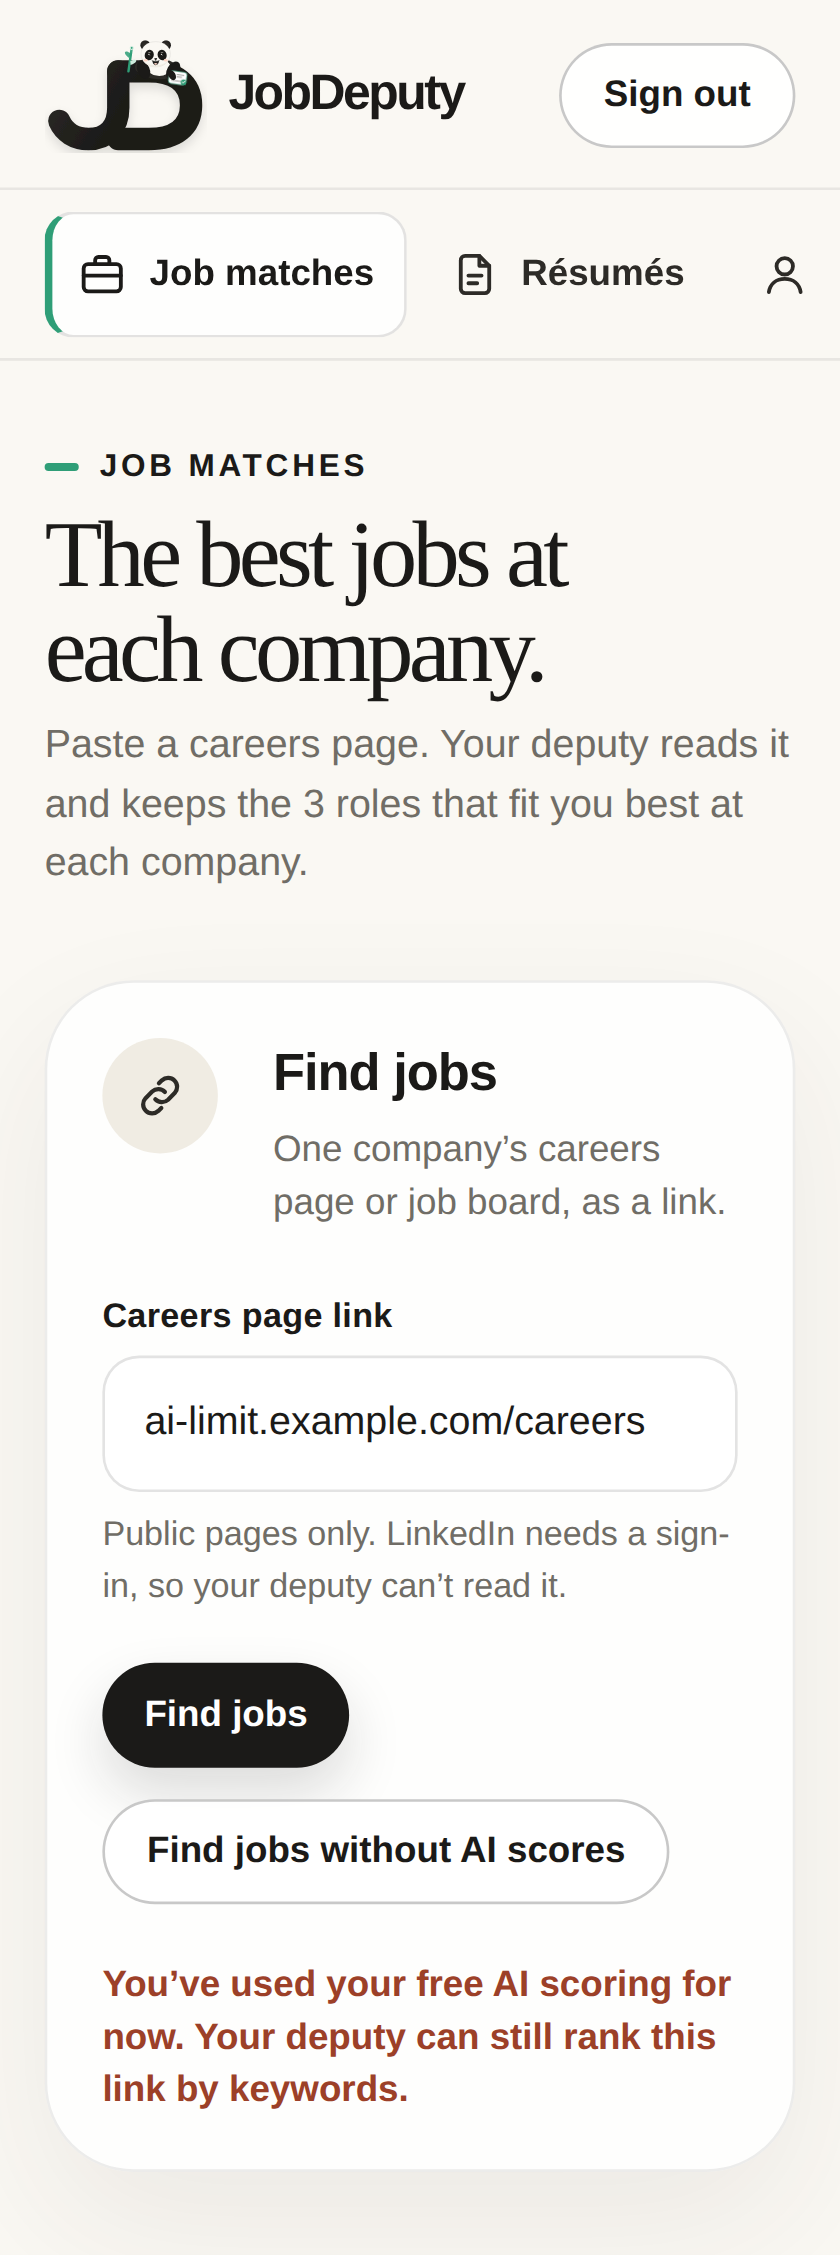 JD
JobDeputy
Sign out
Job matches
Résumés
JOB MATCHES
The best jobs at
each company.
Paste a careers page. Your deputy reads it
and keeps the 3 roles that fit you best at
each company.
Find jobs
One company’s careers
page or job board, as a link.
Careers page link
ai-limit.example.com/careers
Public pages only. LinkedIn needs a sign-
in, so your deputy can’t read it.
Find jobs
Find jobs without AI scores
You’ve used your free AI scoring for
now. Your deputy can still rank this
link by keywords.